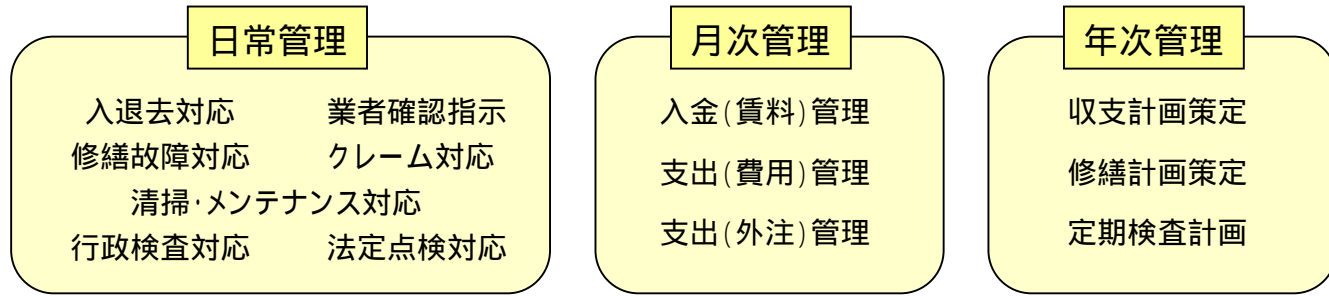 日常管理
入退去対応　業者確認指示
修繕故障対応　クレーム対応
清掃・メンテナンス対応
行政検査対応　法定点検対応
月次管理
入金(賃料)管理
支出(費用)管理
支出(外注)管理
年次管理
収支計画策定
修繕計画策定
定期検査計画